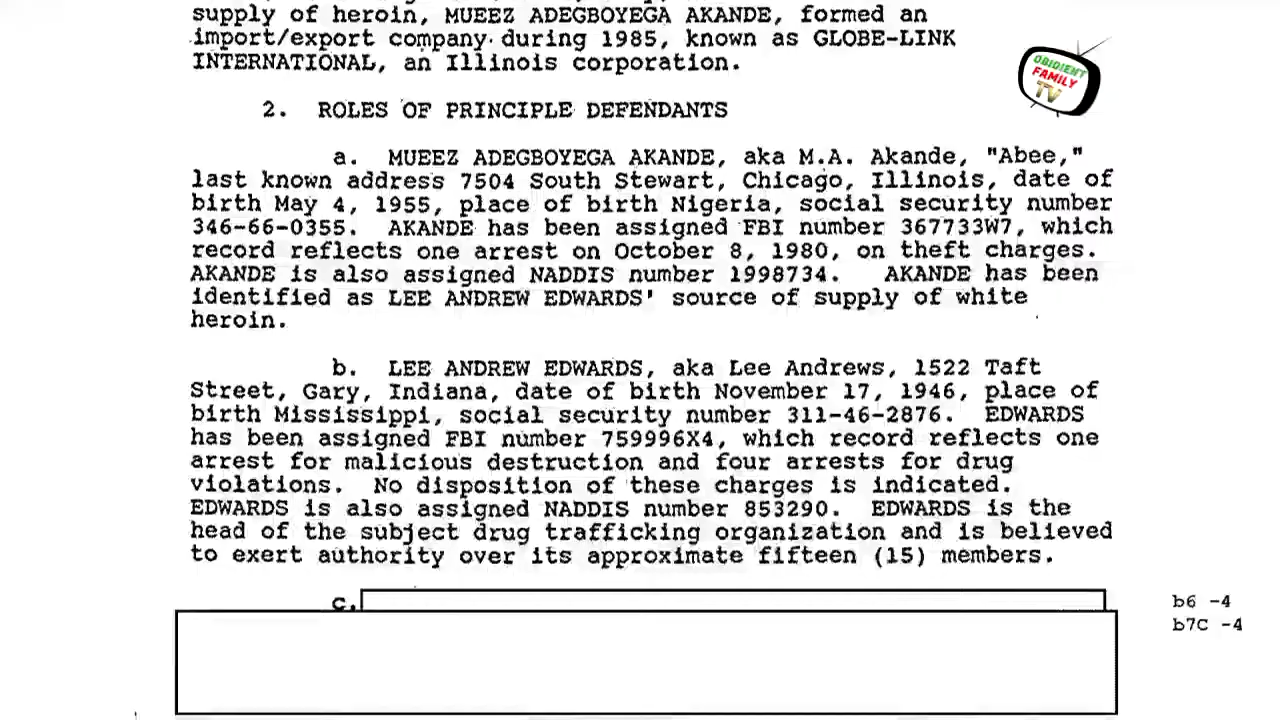 supply of heroin, MUEEZ ADEGBOYEGA AKANDE, formed an
import/export company during 1985, known as GLOBE-LINK
INTERNATIONAL, an Illinois corporation.
OBIDIENT
FAMILY
TV
2. ROLES OF PRINCIPLE DEFENDANTS
a. MUEEZ ADEGBOYEGA AKANDE, aka M.A. Akande, "Abee,"
last known address 7504 South Stewart, Chicago, Illinois, date of
birth May 4, 1955, place of birth Nigeria, social security number
346-66-0355. AKANDE has been assigned FBI number 367733W7, which
record reflects one arrest on October 8, 1980, on theft charges.
AKANDE is also assigned NADDIS number 1998734. AKANDE has been
identified as LEE ANDREW EDWARDS' source of supply of white
heroin.
b. LEE ANDREW EDWARDS, aka Lee Andrews, 1522 Taft
Street, Gary, Indiana, date of birth November 17, 1946, place of
birth Mississippi, social security number 311-46-2876. EDWARDS
has been assigned FBI number 759996X4, which record reflects one
arrest for malicious destruction and four arrests for drug
violations. No disposition of these charges is indicated.
EDWARDS is also assigned NADDIS number 853290. EDWARDS is the
head of the subject drug trafficking organization and is believed
to exert authority over its approximate fifteen (15) members.
c.
b6 -4
b7C -4